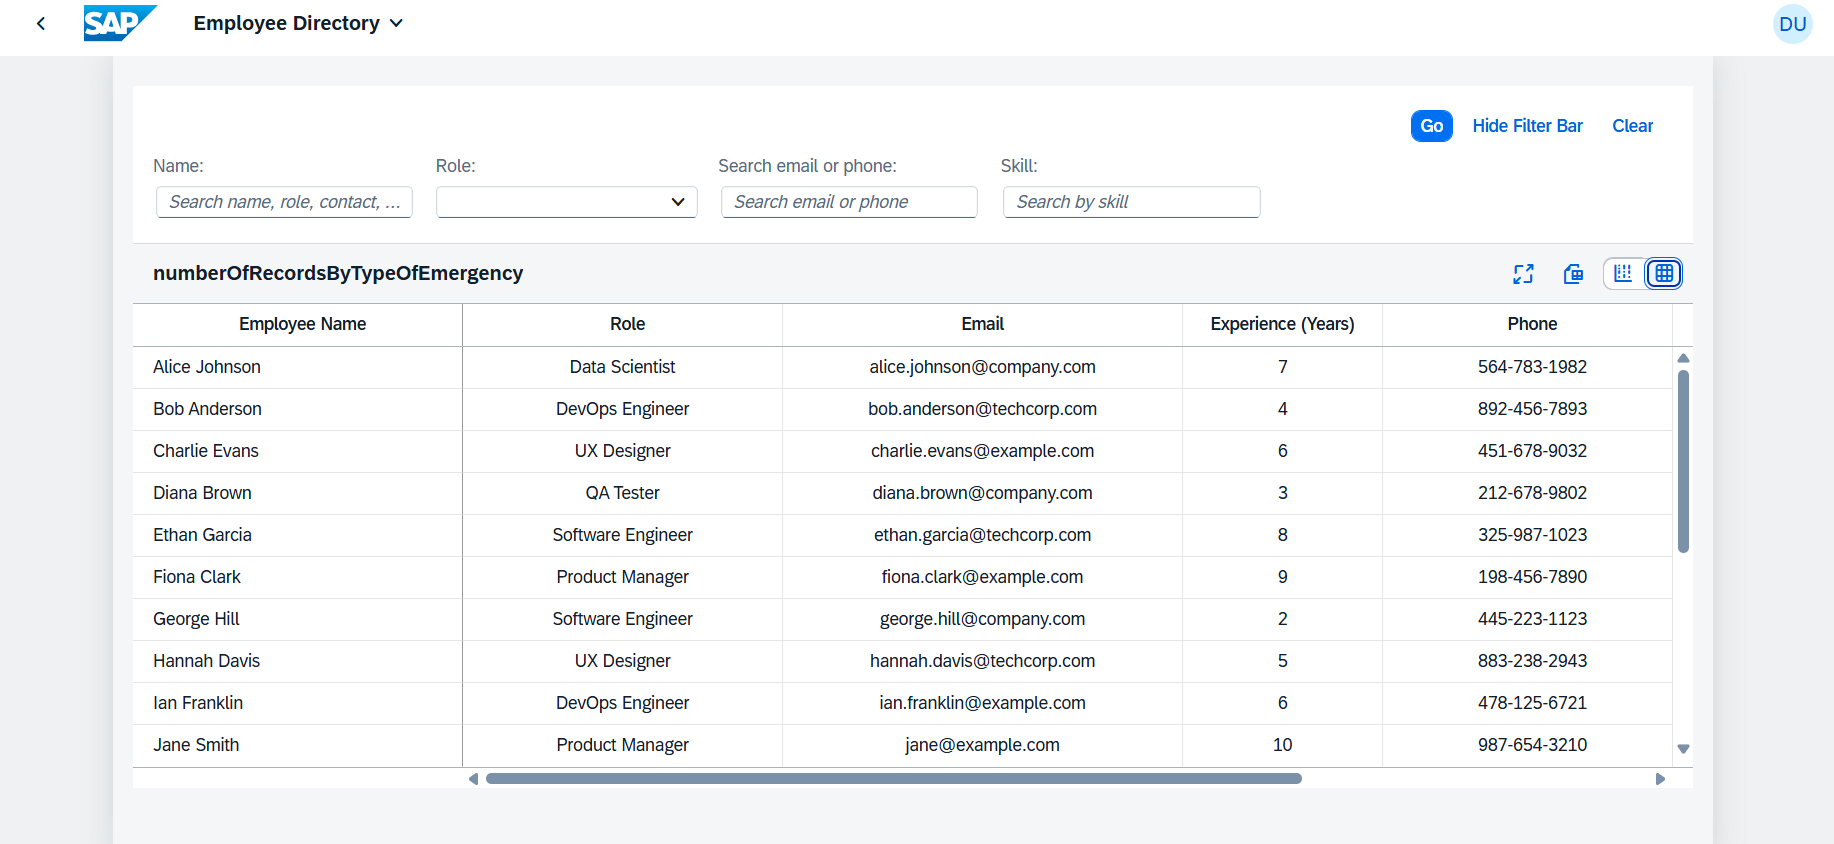 SAP Employee Directory DU
Go Hide Filter Bar Clear
Name: Role: Search email or phone: Skill:
Search name, role, contact, ... Search email or phone Search by skill
numberOfRecordsByTypeOfEmergency
Employee Name Role Email Experience (Years) Phone
Alice Johnson Data Scientist alice.johnson@company.com 7 564-783-1982
Bob Anderson DevOps Engineer bob.anderson@techcorp.com 4 892-456-7893
Charlie Evans UX Designer charlie.evans@example.com 6 451-678-9032
Diana Brown QA Tester diana.brown@company.com 3 212-678-9802
Ethan Garcia Software Engineer ethan.garcia@techcorp.com 8 325-987-1023
Fiona Clark Product Manager fiona.clark@example.com 9 198-456-7890
George Hill Software Engineer george.hill@company.com 2 445-223-1123
Hannah Davis UX Designer hannah.davis@techcorp.com 5 883-238-2943
Ian Franklin DevOps Engineer ian.franklin@example.com 6 478-125-6721
Jane Smith Product Manager jane@example.com 10 987-654-3210